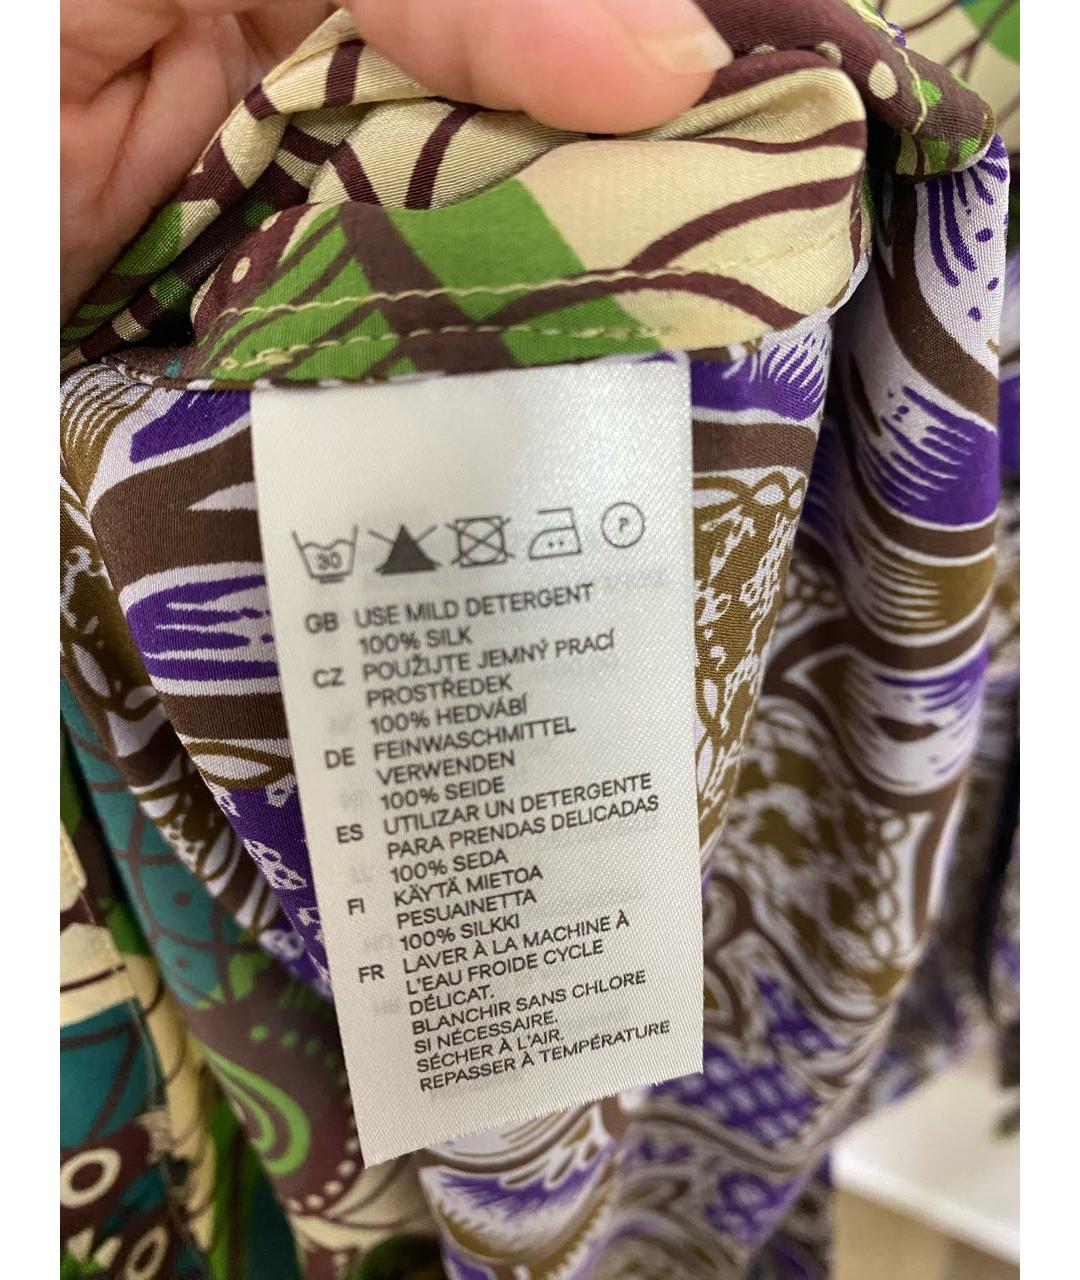 30 P
GB USE MILD DETERGENT
100% SILK
CZ POUŽIJTE JEMNÝ PRACÍ
PROSTŘEDEK
100% HEDVÁBÍ
DE FEINWASCHMITTEL
VERWENDEN
100% SEIDE
ES UTILIZAR UN DETERGENTE
PARA PRENDAS DELICADAS
100% SEDA
FI KÄYTÄ MIETOA
PESUAINETTA
100% SILKKI
FR LAVER À LA MACHINE À
L'EAU FROIDE CYCLE
DÉLICAT.
BLANCHIR SANS CHLORE
SI NÉCESSAIRE.
SÉCHER À L'AIR.
REPASSER À TEMPÉRATURE